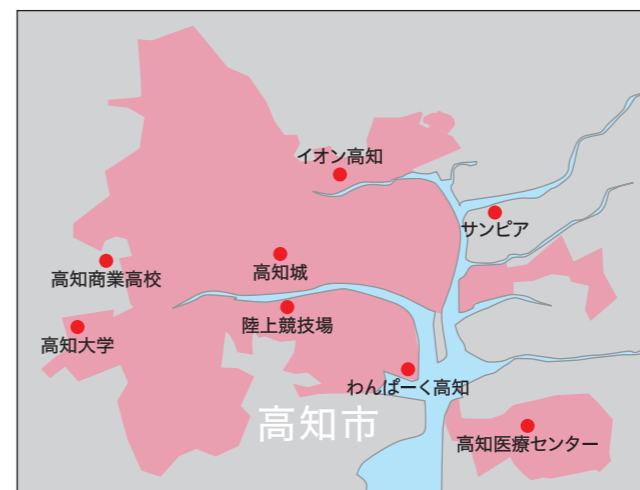 イオン高知
サンピア
高知商業高校
高知城
陸上競技場
高知大学
わんぱーく高知
高知市
高知医療センター